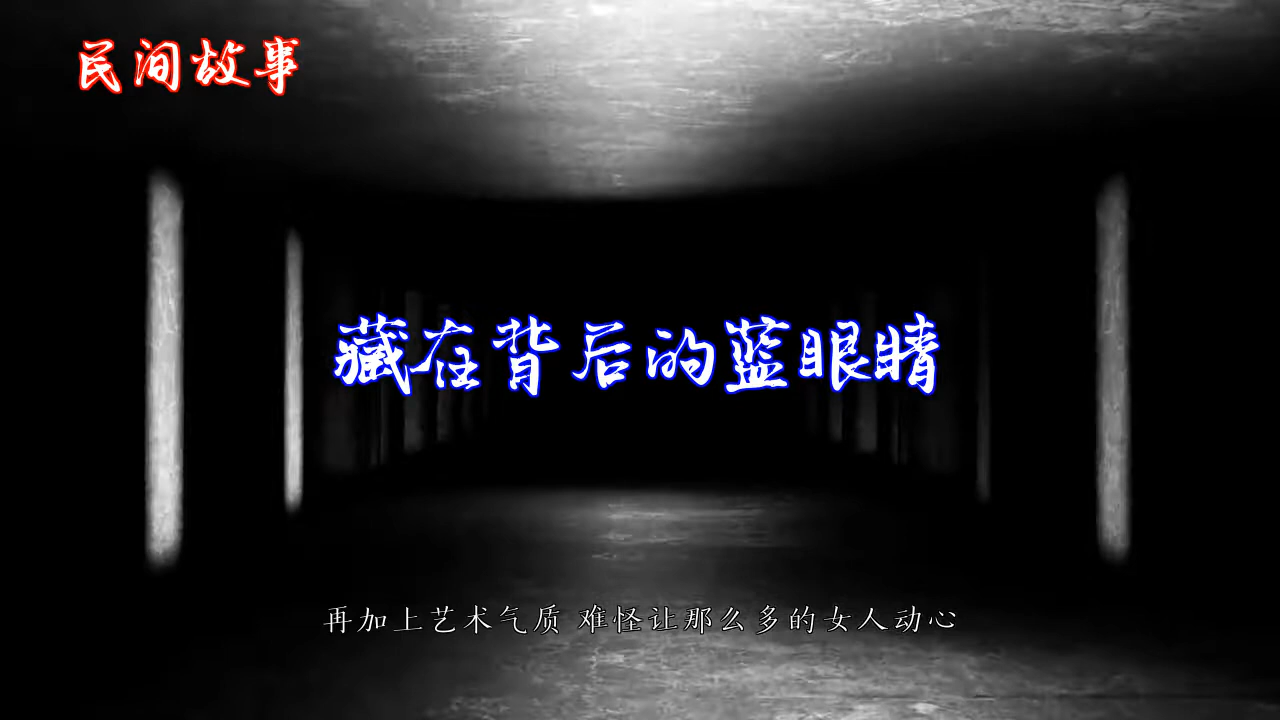 民间故事
藏在背后的蓝眼睛
再加上艺术气质 难怪让那么多的女人动心